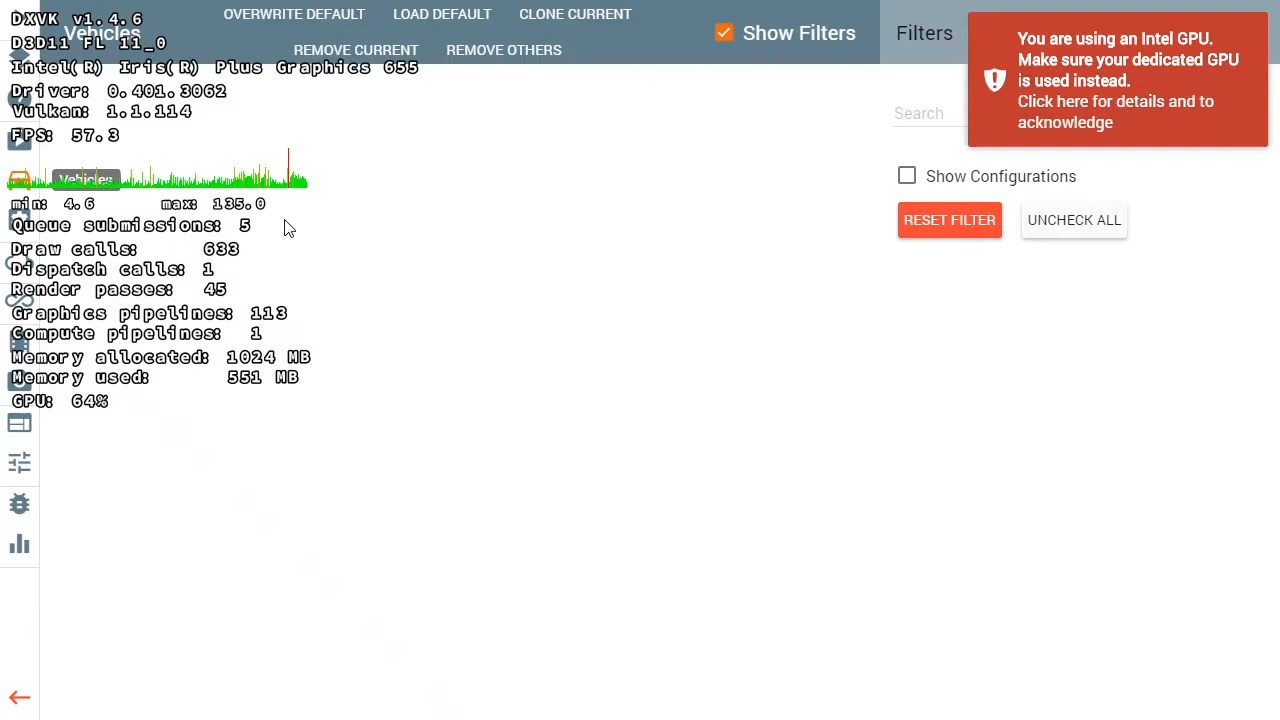 DXVK v1.4.6
D3D11 FL 11_0
Intel(R) Iris(R) Plus Graphics 655
Driver: 0.401.3062
Vulkan: 1.1.114
FPS: 57.3
min: 4.6 max: 135.0
Queue submissions: 5
Draw calls: 633
Dispatch calls: 1
Render passes: 45
Graphics pipelines: 113
Compute pipelines: 1
Memory allocated: 1024 MB
Memory used: 551 MB
GPU: 64%
Vehicles
Vehicles
OVERWRITE DEFAULT LOAD DEFAULT CLONE CURRENT
REMOVE CURRENT REMOVE OTHERS
Show Filters
Filters
You are using an Intel GPU.
Make sure your dedicated GPU
is used instead.
Click here for details and to
acknowledge
Search
Show Configurations
RESET FILTER UNCHECK ALL